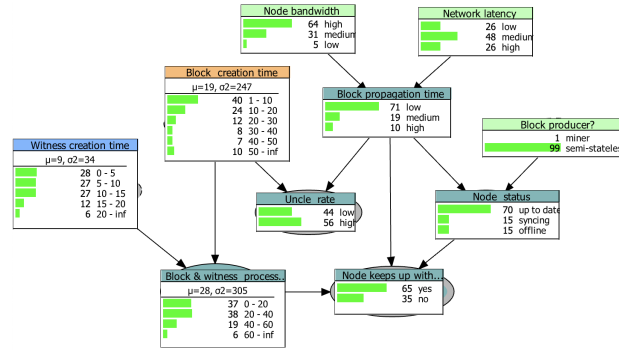 Node bandwidth
64 high
31 medium
5 low
Network latency
26 low
48 medium
26 high
Block creation time
μ=19, σ2=247
40 1 - 10
24 10 - 20
12 20 - 30
8 30 - 40
7 40 - 50
10 50 - inf
Block propagation time
71 low
19 medium
10 high
Block producer?
1 miner
99 semi-stateles
Witness creation time
μ=9, σ2=34
28 0 - 5
27 5 - 10
27 10 - 15
12 15 - 20
6 20 - inf
Uncle rate
44 low
56 high
Node status
70 up to date
15 syncing
15 offline
Block & witness process...
μ=28, σ2=305
37 0 - 20
38 20 - 40
19 40 - 60
6 60 - inf
Node keeps up with...
65 yes
35 no